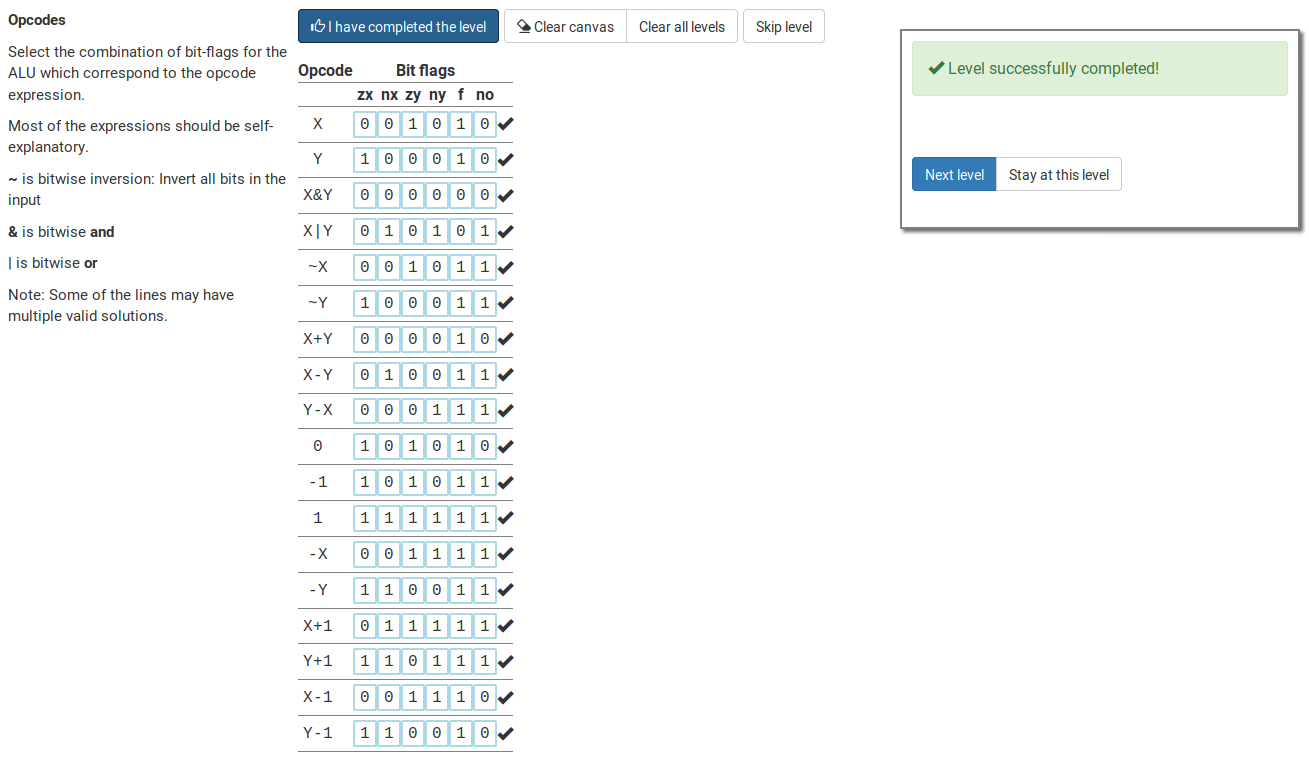 Opcodes
Select the combination of bit-flags for the
ALU which correspond to the opcode
expression.
Most of the expressions should be self-
explanatory.
~ is bitwise inversion: Invert all bits in the
input
& is bitwise and
| is bitwise or
Note: Some of the lines may have
multiple valid solutions.
I have completed the level Clear canvas Clear all levels Skip level
Opcode Bit flags
zx nx zy ny f no
X 0 0 1 0 1 0
Y 1 0 0 0 1 0
X&Y 0 0 0 0 0 0
X|Y 0 1 0 1 0 1
~X 0 0 1 0 1 1
~Y 1 0 0 0 1 1
X+Y 0 0 0 0 1 0
X-Y 0 1 0 0 1 1
Y-X 0 0 0 1 1 1
0 1 0 1 0 1 0
-1 1 0 1 0 1 1
1 1 1 1 1 1 1
-X 0 0 1 1 1 1
-Y 1 1 0 0 1 1
X+1 0 1 1 1 1 1
Y+1 1 1 0 1 1 1
X-1 0 0 1 1 1 0
Y-1 1 1 0 0 1 0
Level successfully completed!
Next level Stay at this level